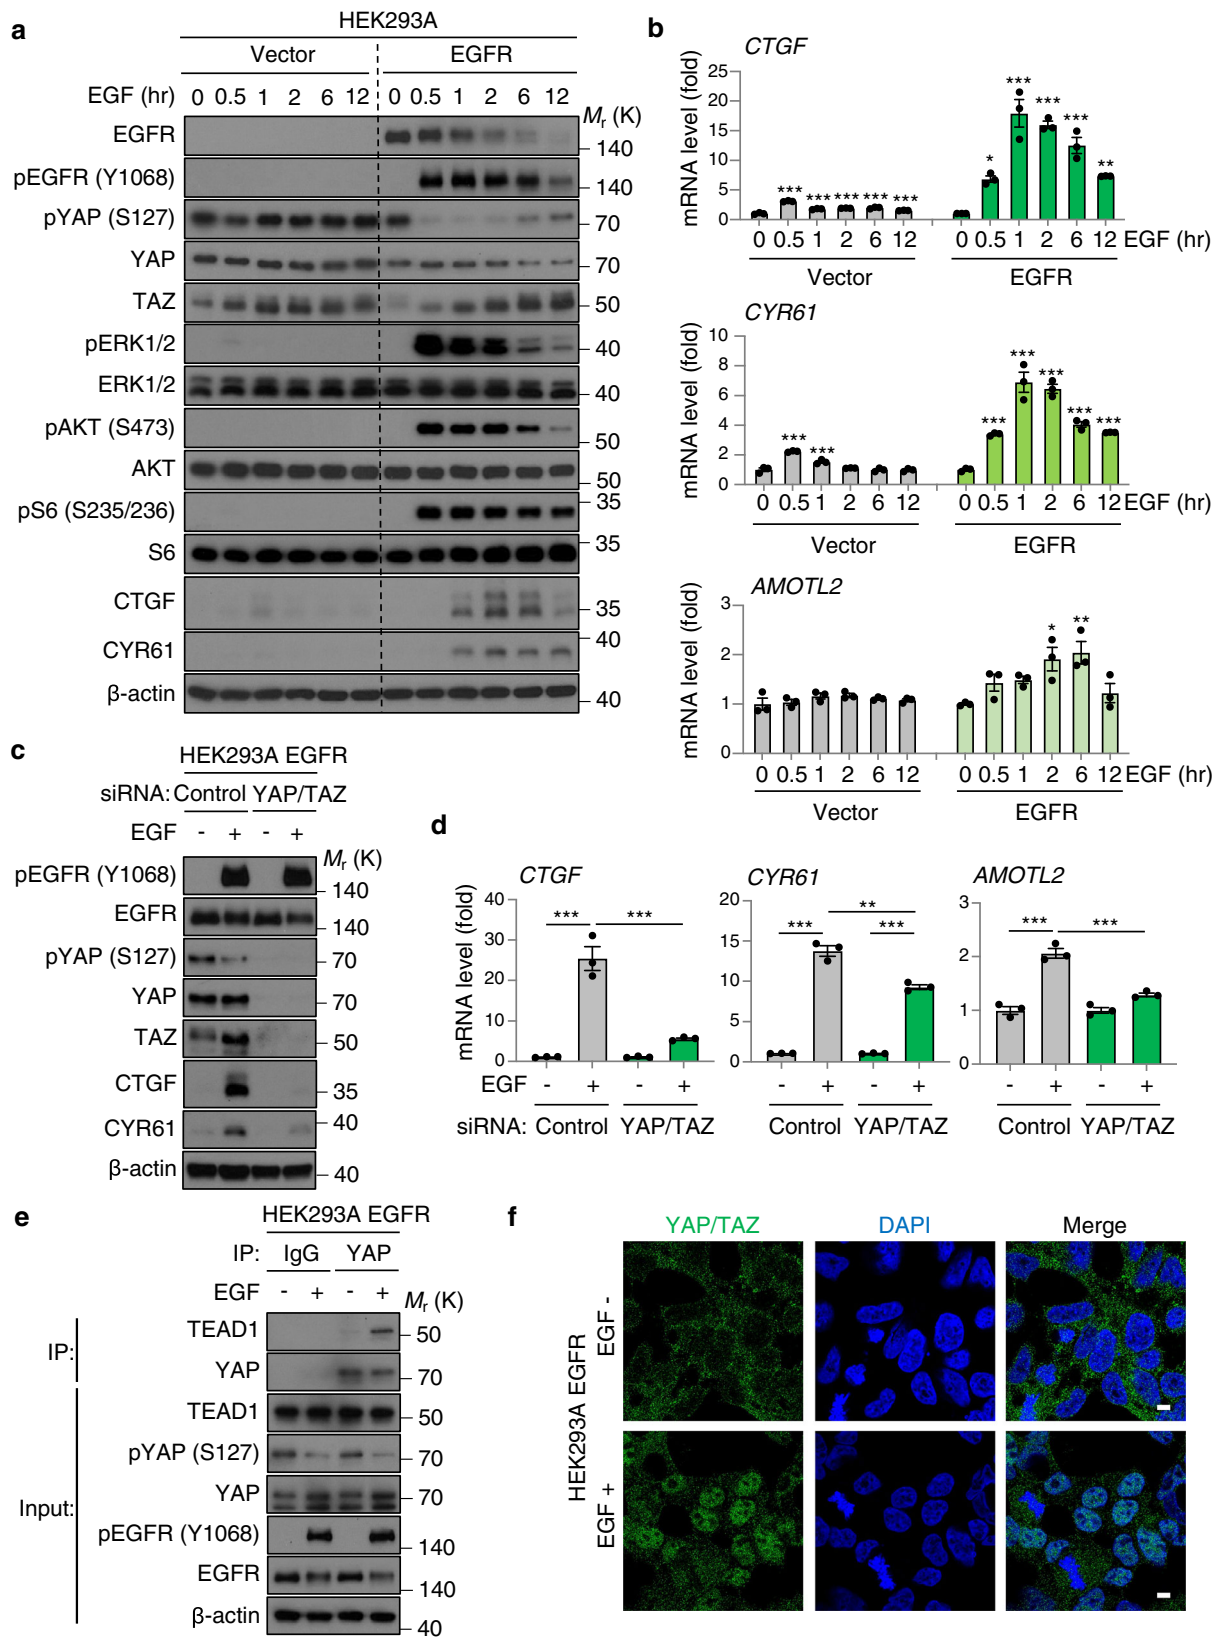 a
HEK293A
Vector EGFR
EGF (hr) 0 0.5 1 2 6 12 0 0.5 1 2 6 12
Mr (K)
EGFR 140
pEGFR (Y1068) 140
pYAP (S127) 70
YAP 70
TAZ 50
pERK1/2 40
ERK1/2 40
pAKT (S473) 50
AKT 50
pS6 (S235/236) 35
S6 35
CTGF 35
CYR61 40
β-actin 40
b
CTGF
mRNA level (fold)
25
20
15
10
5
0
*** *** *** *** *** * *** *** *** **
0 0.5 1 2 6 12 0 0.5 1 2 6 12 EGF (hr)
Vector EGFR
CYR61
mRNA level (fold)
10
8
6
4
2
0
*** *** *** *** *** *** ***
0 0.5 1 2 6 12 0 0.5 1 2 6 12 EGF (hr)
Vector EGFR
AMOTL2
mRNA level (fold)
3
2
1
0
* **
0 0.5 1 2 6 12 0 0.5 1 2 6 12 EGF (hr)
Vector EGFR
c
HEK293A EGFR
siRNA: Control YAP/TAZ
EGF - + - +
Mr (K)
pEGFR (Y1068) 140
EGFR 140
pYAP (S127) 70
YAP 70
TAZ 50
CTGF 35
CYR61 40
β-actin 40
d
CTGF
mRNA level (fold)
40
30
20
10
0
*** ***
EGF - + - +
siRNA: Control YAP/TAZ
CYR61
20
15
10
5
0
*** ** ***
- + - +
Control YAP/TAZ
AMOTL2
3
2
1
0
*** ***
- + - +
Control YAP/TAZ
e
HEK293A EGFR
IP: IgG YAP
EGF - + - +
Mr (K)
IP:
TEAD1 50
YAP 70
Input:
TEAD1 50
pYAP (S127) 70
YAP 70
pEGFR (Y1068) 140
EGFR 140
β-actin 40
f
YAP/TAZ DAPI Merge
HEK293A EGFR
EGF -
EGF +